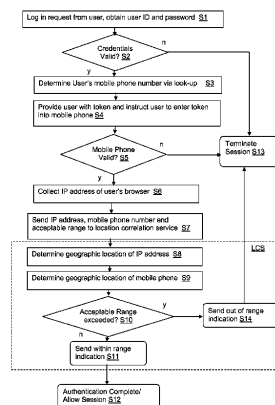 Log in request from user, obtain user ID and password S1
Credentials
Valid? S2
n
y
Determine User's mobile phone number via look-up S3
Provide user with token and instruct user to enter token
into mobile phone S4
Mobile Phone
Valid? S5
n
Terminate
Session S13
y
Collect IP address of user's browser S6
Send IP address, mobile phone number and
acceptable range to location correlation service S7
LCS
Determine geographic location of IP address S8
Determine geographic location of mobile phone S9
Acceptable Range
exceeded? S10
y
Send out of range
indication S14
n
Send within range
indication S11
Authentication Complete/
Allow Session S12